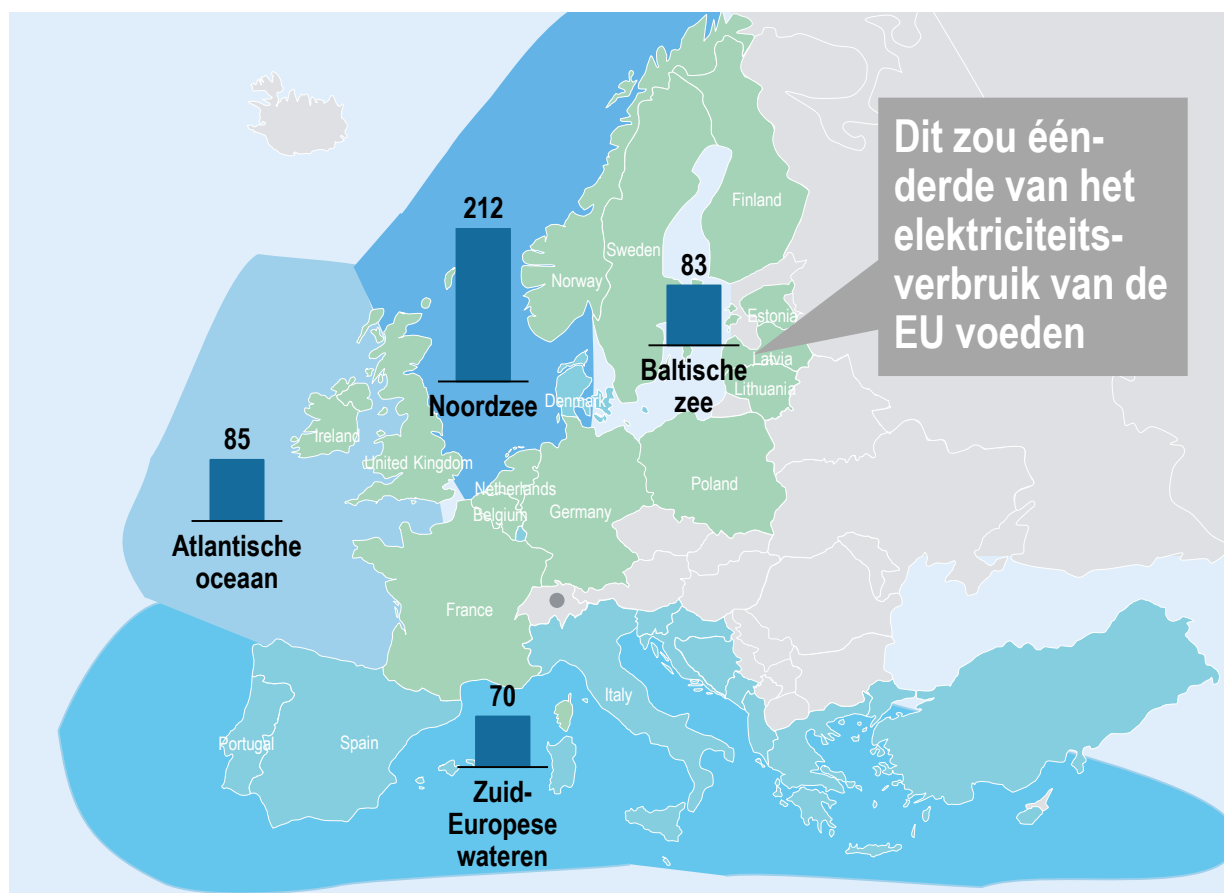 Dit zou één-
derde van het
elektriciteits-
verbruik van de
EU voeden
Finland
212
Sweden
Norway
83
Estonia
Latvia
Baltische
zee
Lithuania
Noordzee
Denmark
85
Ireland
United Kingdom
Netherlands
Poland
Belgium
Germany
Atlantische
oceaan
France
70
Italy
Portugal
Spain
Zuid-
Europese
wateren